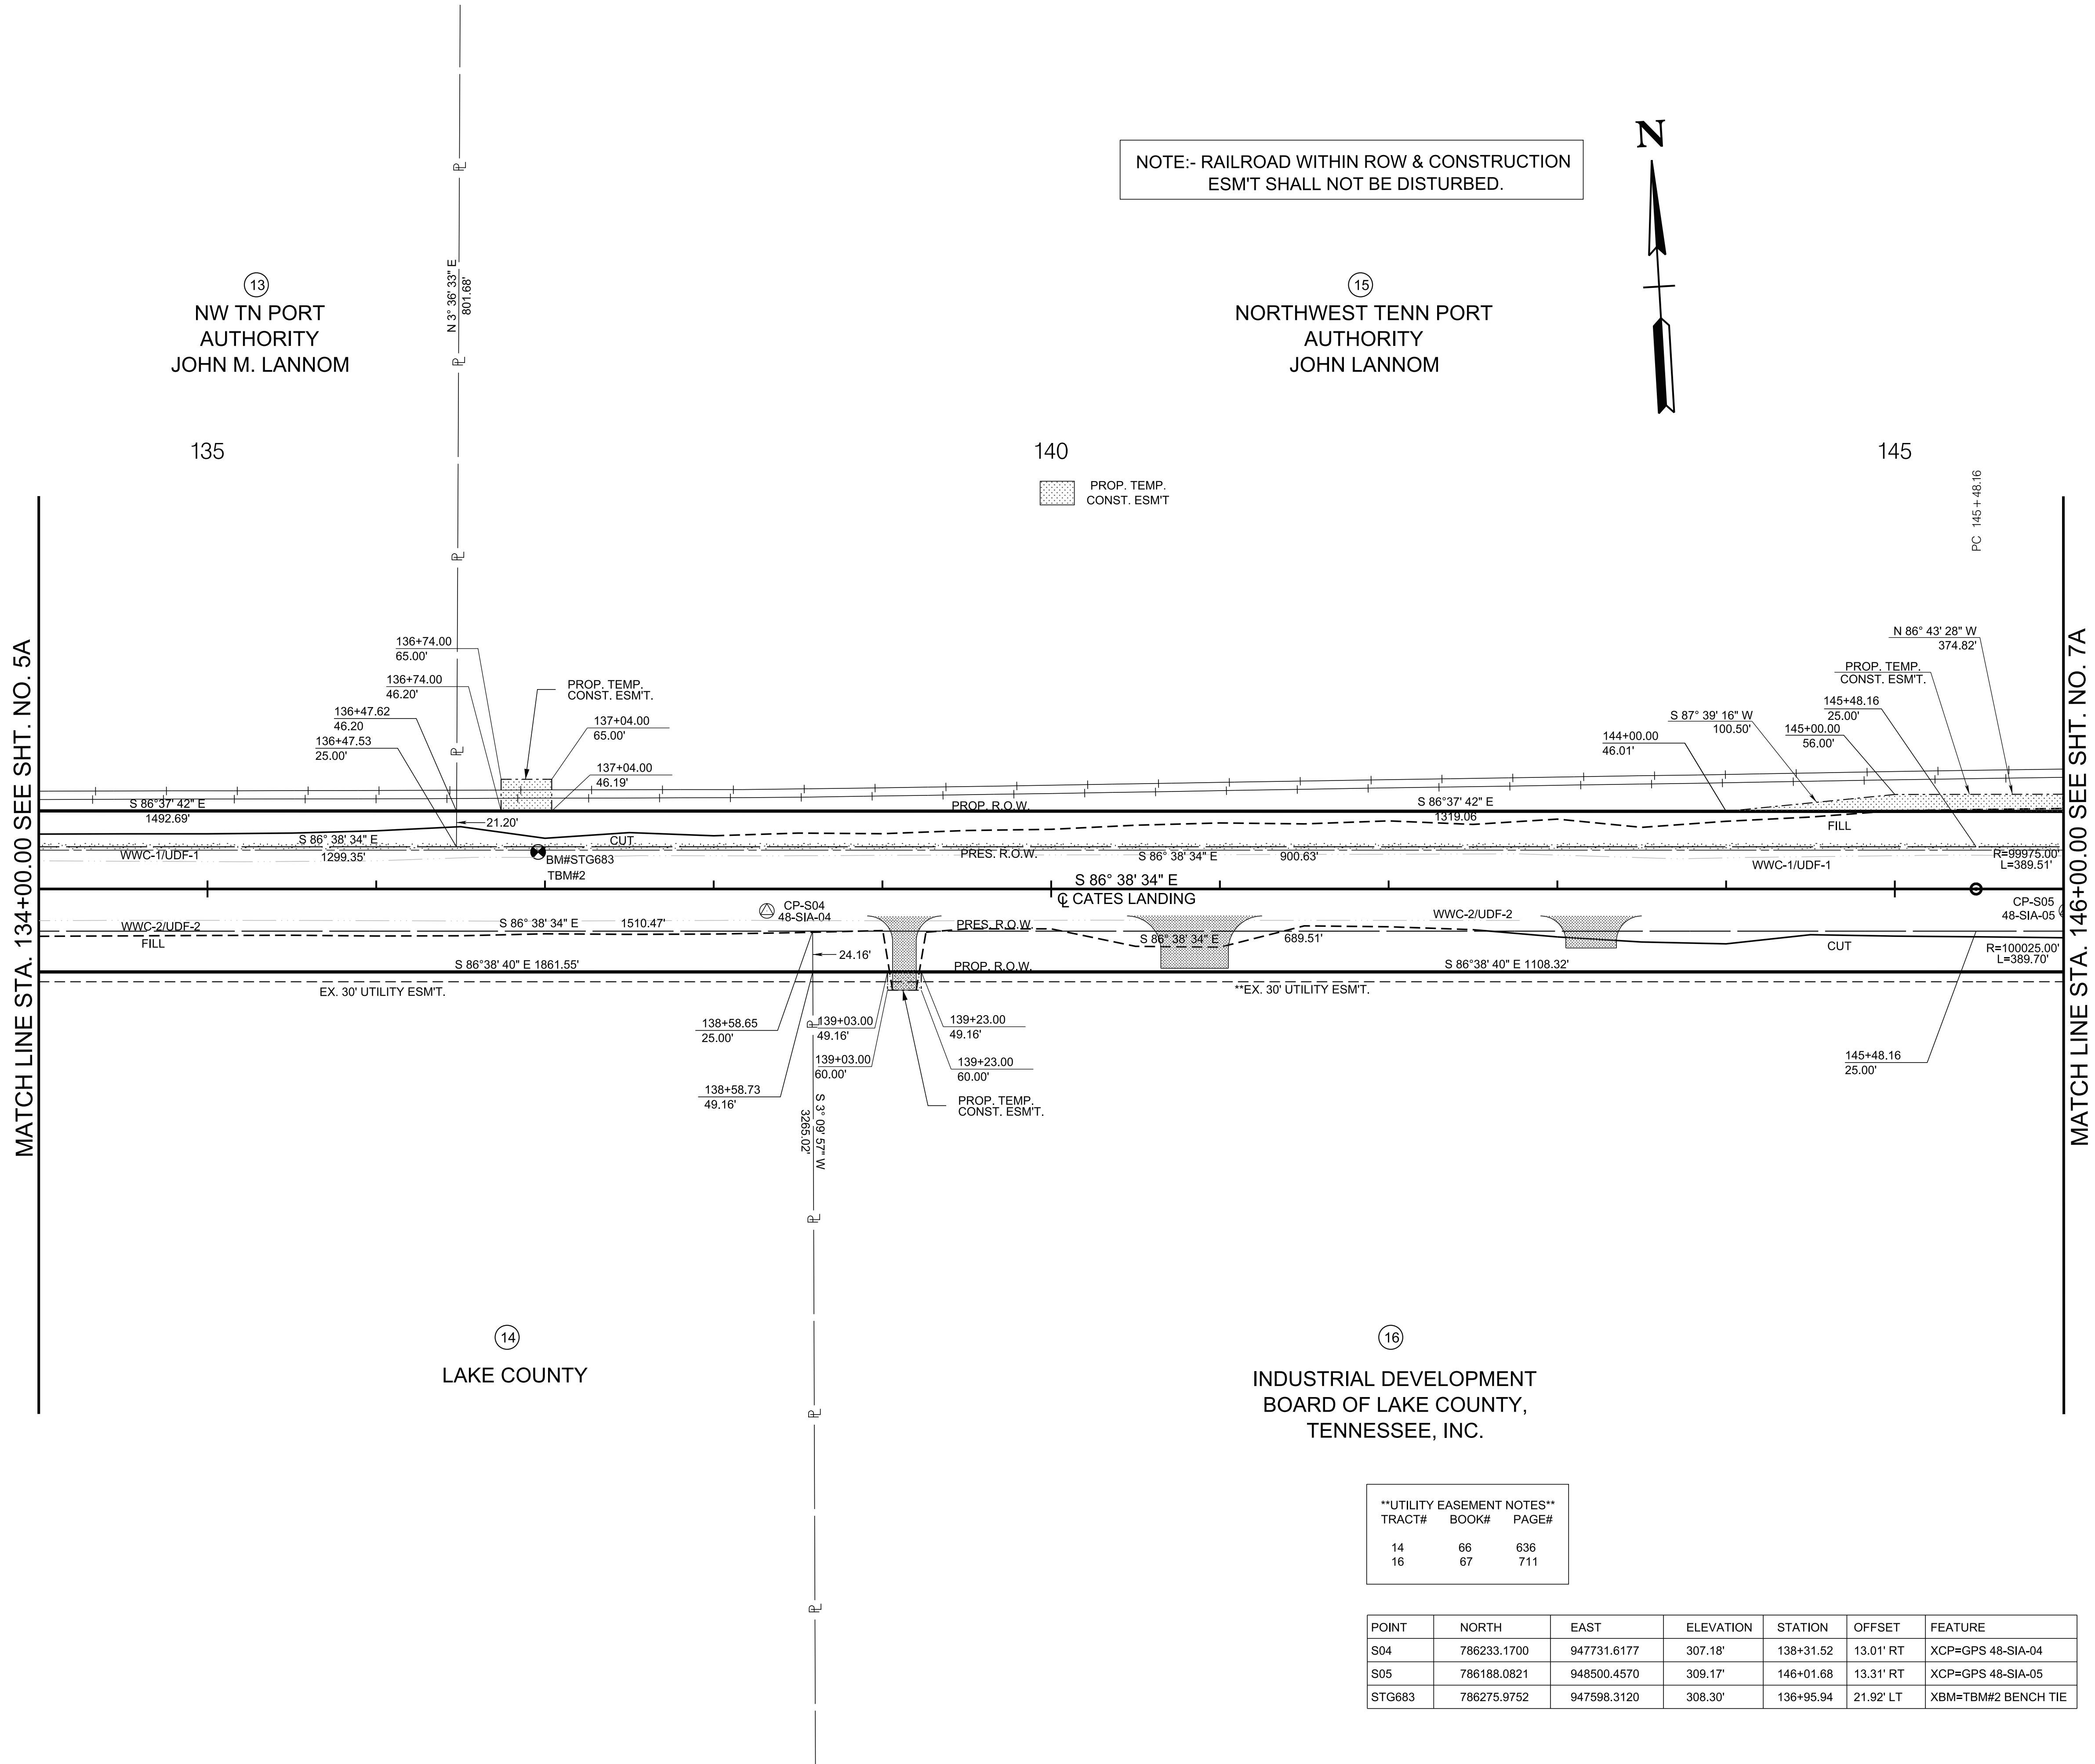 N
NOTE:- RAILROAD WITHIN ROW & CONSTRUCTION
ESM'T SHALL NOT BE DISTURBED.
N 3° 36' 33" E
801.68'
13
NW TN PORT
AUTHORITY
JOHN M. LANNOM
15
NORTHWEST TENN PORT
AUTHORITY
JOHN LANNOM
135
140
145
PROP. TEMP.
CONST. ESM'T
PC 145+48.16
MATCH LINE STA. 134+00.00 SEE SHT. NO. 5A
MATCH LINE STA. 146+00.00 SEE SHT. NO. 7A
136+74.00
65.00'
136+74.00
46.20'
136+47.62
46.20
136+47.53
25.00'
PROP. TEMP.
CONST. ESM'T.
137+04.00
65.00'
137+04.00
46.19'
N 86° 43' 28" W
374.82'
PROP. TEMP.
CONST. ESM'T.
145+48.16
25.00'
S 87° 39' 16" W
100.50'
145+00.00
56.00'
144+00.00
46.01'
S 86°37' 42" E
1492.69'
PROP. R.O.W.
S 86°37' 42" E
1319.06
21.20'
FILL
S 86° 38' 34" E
1299.35'
CUT
WWC-1/UDF-1
BM#STG683
TBM#2
PRES. R.O.W.
S 86° 38' 34" E
900.63'
WWC-1/UDF-1
R=99975.00'
L=389.51'
S 86° 38' 34" E
℄ CATES LANDING
CP-S04
48-SIA-04
CP-S05
48-SIA-05
WWC-2/UDF-2
FILL
S 86° 38' 34" E
1510.47'
PRES. R.O.W.
S 86° 38' 34" E
689.51'
WWC-2/UDF-2
CUT
R=100025.00'
L=389.70'
24.16'
S 86°38' 40" E 1861.55'
PROP. R.O.W.
S 86°38' 40" E 1108.32'
EX. 30' UTILITY ESM'T.
**EX. 30' UTILITY ESM'T.
138+58.65
25.00'
139+03.00
49.16'
139+23.00
49.16'
139+03.00
60.00'
139+23.00
60.00'
138+58.73
49.16'
PROP. TEMP.
CONST. ESM'T.
145+48.16
25.00'
S 3° 09' 57" W
3265.02'
14
LAKE COUNTY
16
INDUSTRIAL DEVELOPMENT
BOARD OF LAKE COUNTY,
TENNESSEE, INC.
**UTILITY EASEMENT NOTES**
TRACT# BOOK# PAGE#
14 66 636
16 67 711
POINT NORTH EAST ELEVATION STATION OFFSET FEATURE
S04 786233.1700 947731.6177 307.18' 138+31.52 13.01' RT XCP=GPS 48-SIA-04
S05 786188.0821 948500.4570 309.17' 146+01.68 13.31' RT XCP=GPS 48-SIA-05
STG683 786275.9752 947598.3120 308.30' 136+95.94 21.92' LT XBM=TBM#2 BENCH TIE